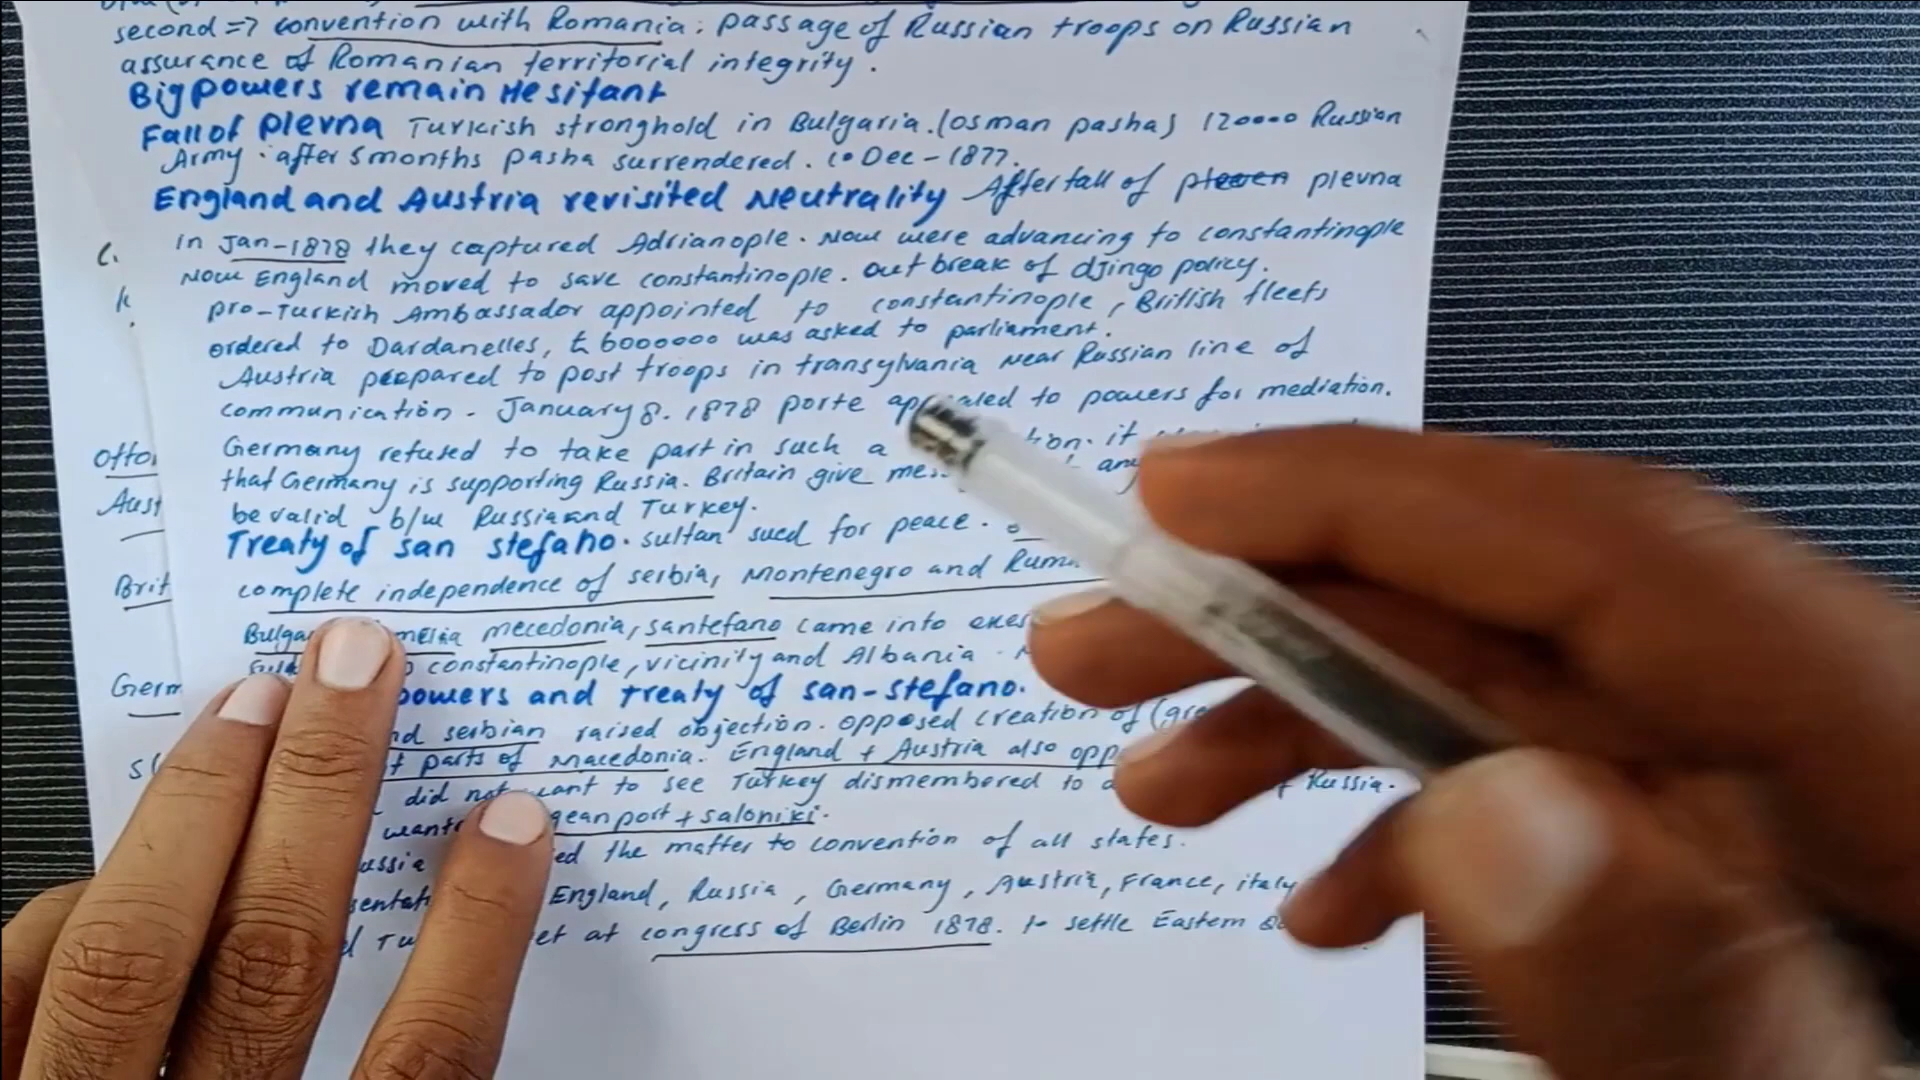 second => convention with Romania: passage of Russian troops on Russian
assurance of Romanian territorial integrity.
Big powers remain Hesitant
Fall of Plevna Turkish stronghold in Bulgaria. (osman pasha) 120000 Russian
Army. after 5 months pasha surrendered. 10 Dec - 1877.
England and Austria revisited Neutrality After fall of pleven plevna
in Jan-1878 they captured Adrianople. Now were advancing to constantinople
Now England moved to save constantinople. out break of djingo policy.
pro-Turkish Ambassador appointed to constantinople, British fleets
ordered to Dardanelles, £ 6000000 was asked to parliament.
Austria prepared to post troops in transylvania near Russian line of
communication. January 8. 1878 porte appealed to powers for mediation.
Germany refused to take part in such a it
that Germany is supporting Russia. Britain give any
be valid b/w Russia and Turkey.
Treaty of san stefano. sultan sued for peace.
complete independence of serbia, Montenegro and
mecedonia, santefano came into
constantinople, vicinity and Albania.
powers and treaty of san-stefano.
serbian raised objection. opposed creation of
parts of Macedonia. England + Austria also
did not want to see Turkey dismembered to Russia.
port + saloniki.
the matter to convention of all states.
England, Russia, Germany, Austria, France, italy
at congress of Berlin 1878. to settle Eastern
Brit
Germ